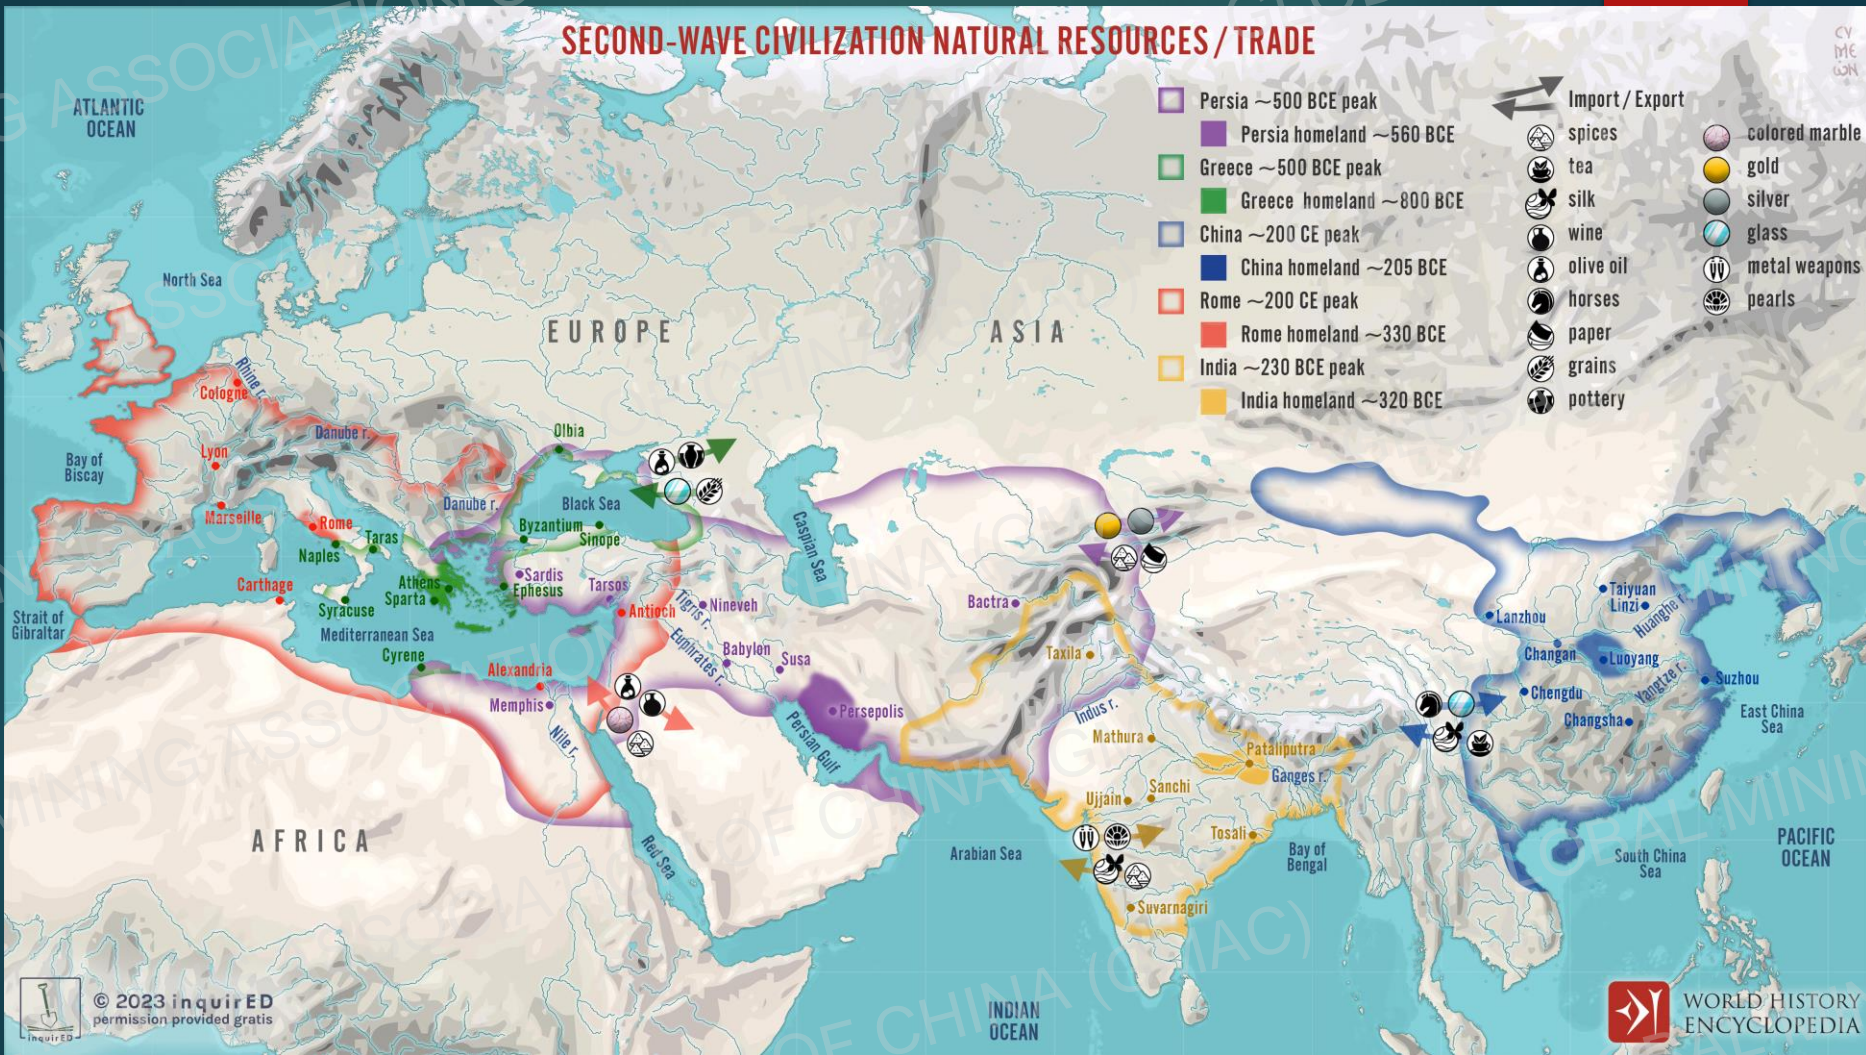 SECOND-WAVE CIVILIZATION NATURAL RESOURCES / TRADE
Persia ~500 BCE peak
Persia homeland ~560 BCE
Greece ~500 BCE peak
Greece homeland ~800 BCE
China ~200 CE peak
China homeland ~205 BCE
Rome ~200 CE peak
Rome homeland ~330 BCE
India ~230 BCE peak
India homeland ~320 BCE
Import / Export
spices
tea
silk
wine
olive oil
horses
paper
grains
pottery
colored marble
gold
silver
glass
metal weapons
pearls
ATLANTIC
OCEAN
North Sea
EUROPE
ASIA
Rhine r.
Cologne
Danube r.
Olbia
Lyon
Bay of
Biscay
Danube r.
Black Sea
Marseille
Rome
Byzantium
Sinope
Taras
Naples
Caspian Sea
Sardis
Ephesus
Tarsos
Athens
Sparta
Carthage
Syracuse
Antioch
Tigris r.
Nineveh
Strait of
Gibraltar
Mediterranean Sea
Cyrene
Euphrates r.
Babylon
Susa
Alexandria
Memphis
Nile r.
Persepolis
Persian Gulf
Bactra
Taxila
Indus r.
Mathura
Pataliputra
Ganges r.
Sanchi
Ujjain
Tosali
Suvarnagiri
Lanzhou
Taiyuan
Linzi
Huanghe
Changan
Luoyang
Chengdu
Yangtze r.
Suzhou
Changsha
East China
Sea
AFRICA
Red Sea
Arabian Sea
Bay of
Bengal
South China
Sea
PACIFIC
OCEAN
INDIAN
OCEAN
© 2023 inquirED
permission provided gratis
inquirED
WORLD HISTORY
ENCYCLOPEDIA